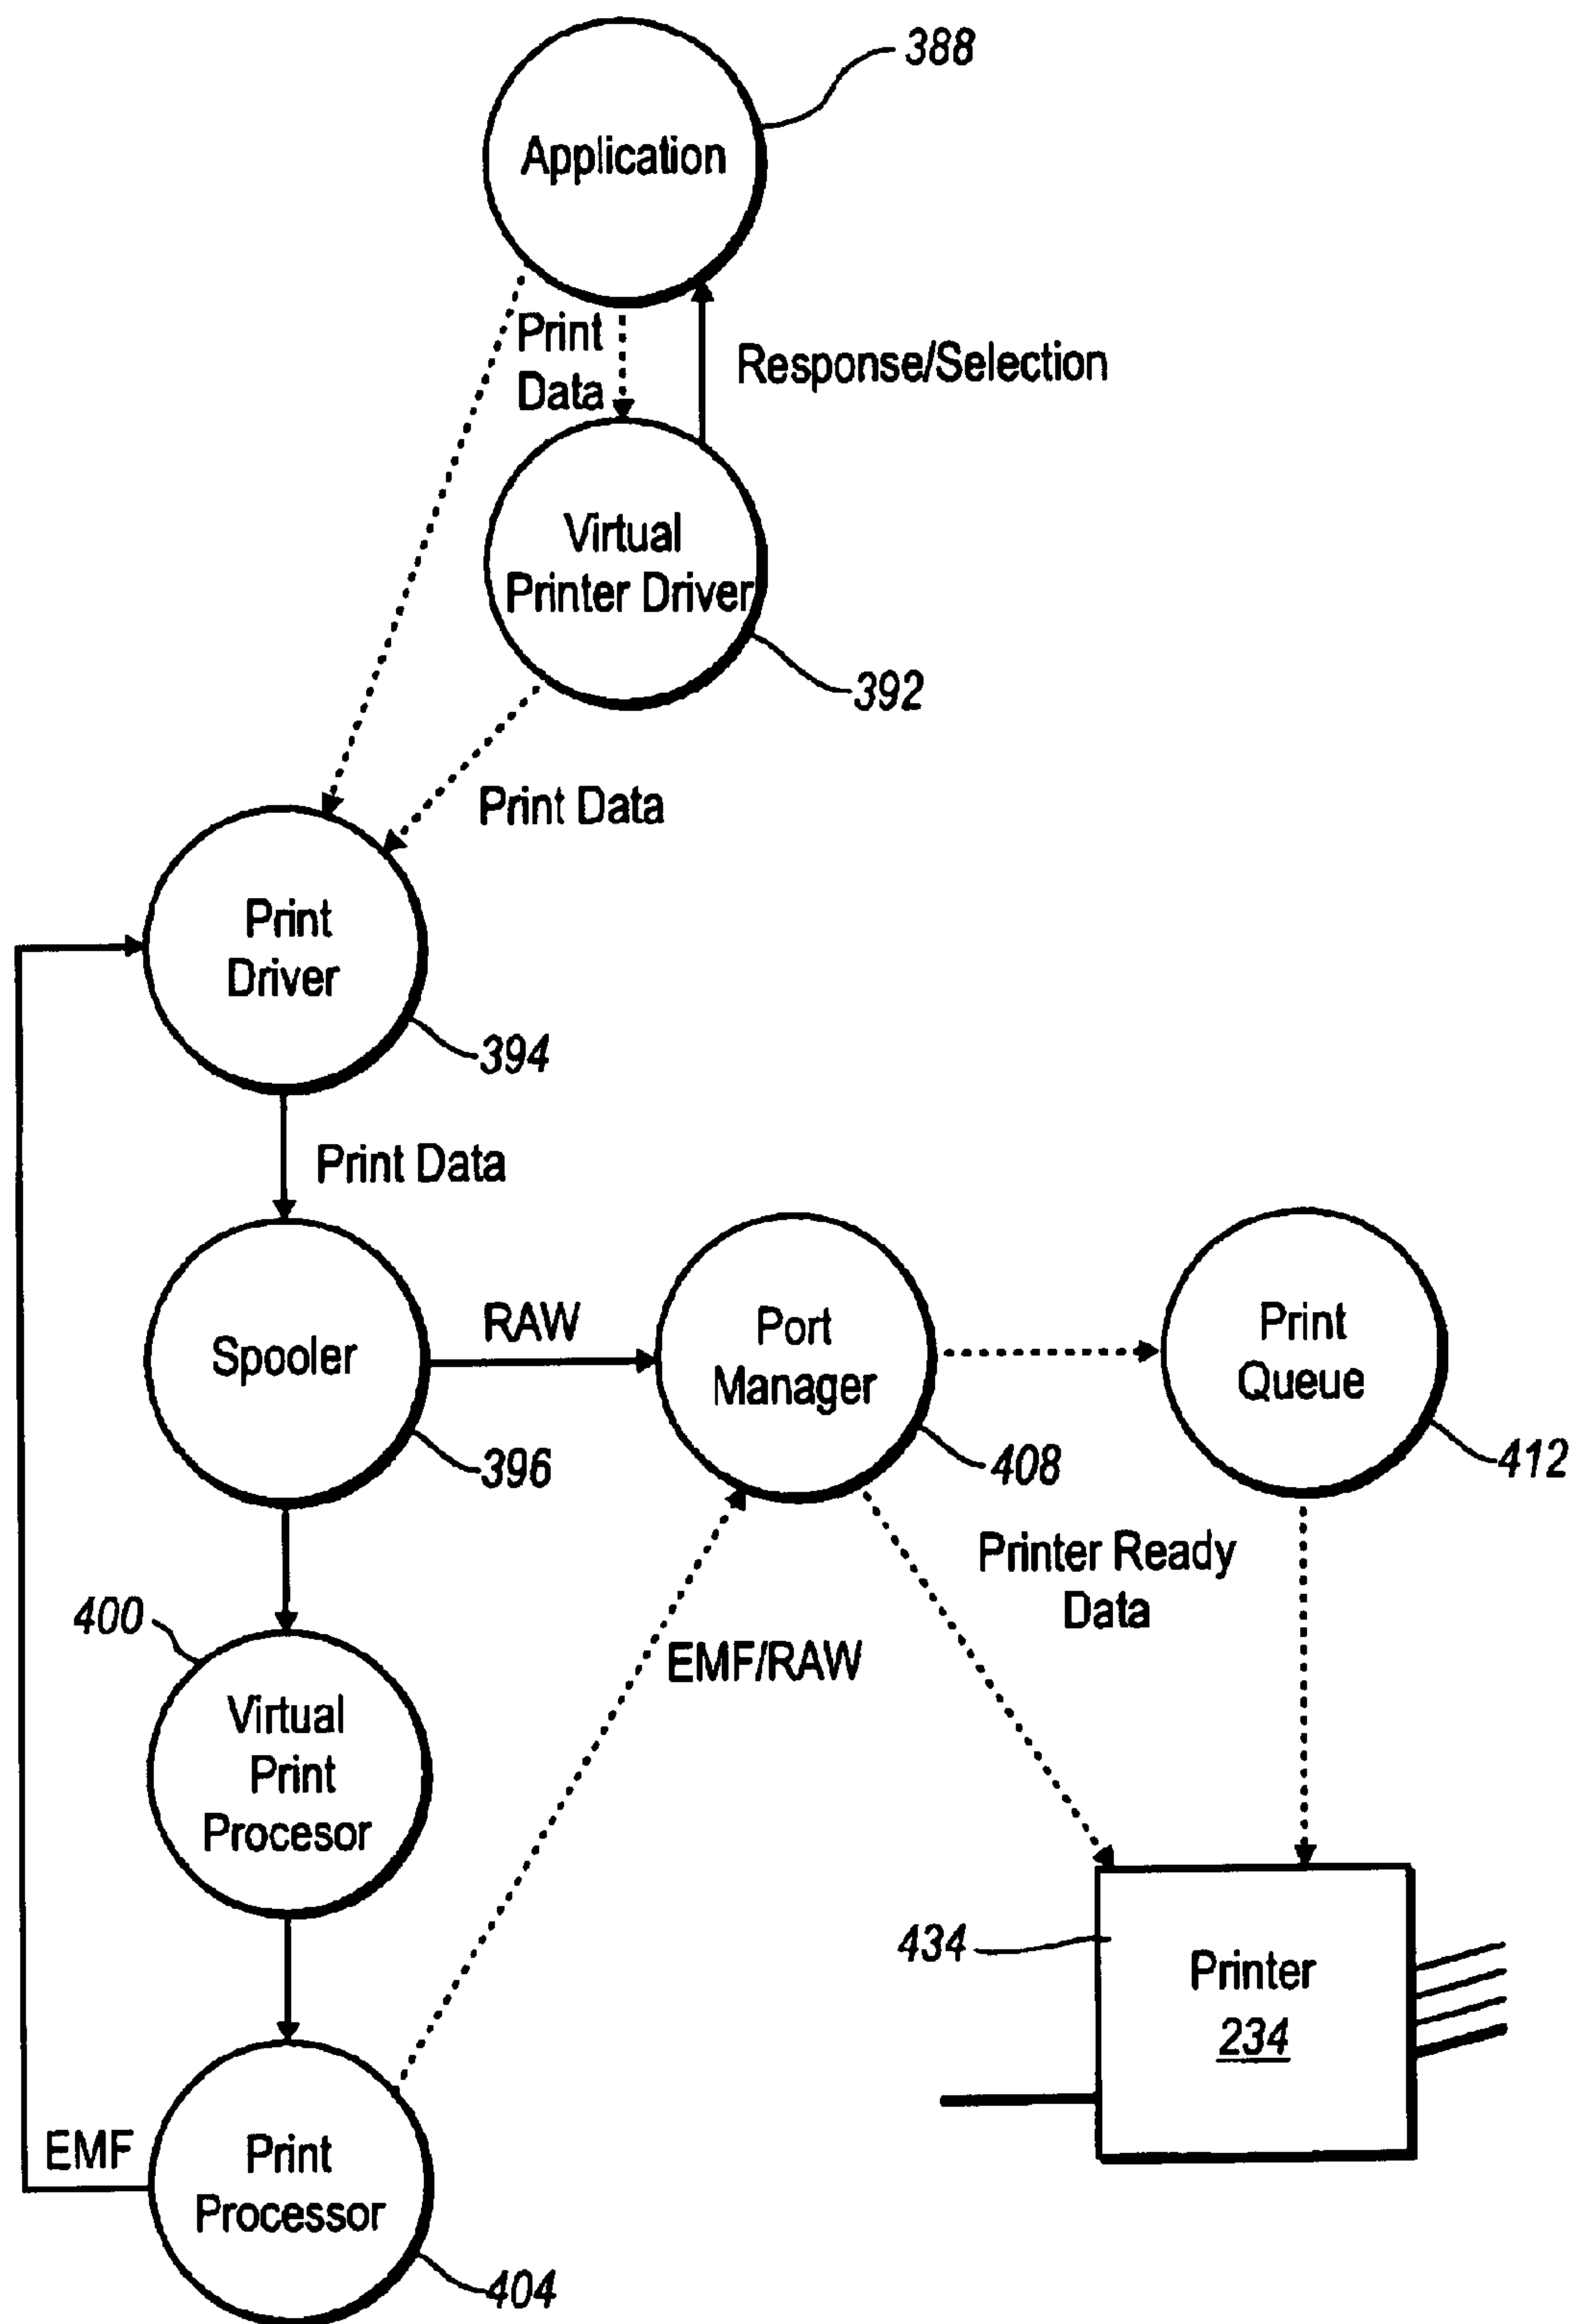 388
Application
Print
Data
Response/Selection
Virtual
Printer Driver
392
Print Data
Print
Driver
394
Print Data
Spooler
396
RAW
Port
Manager
408
Print
Queue
412
Printer Ready
Data
400
Virtual
Print
Procesor
EMF/RAW
434
Printer
234
EMF
Print
Processor
404